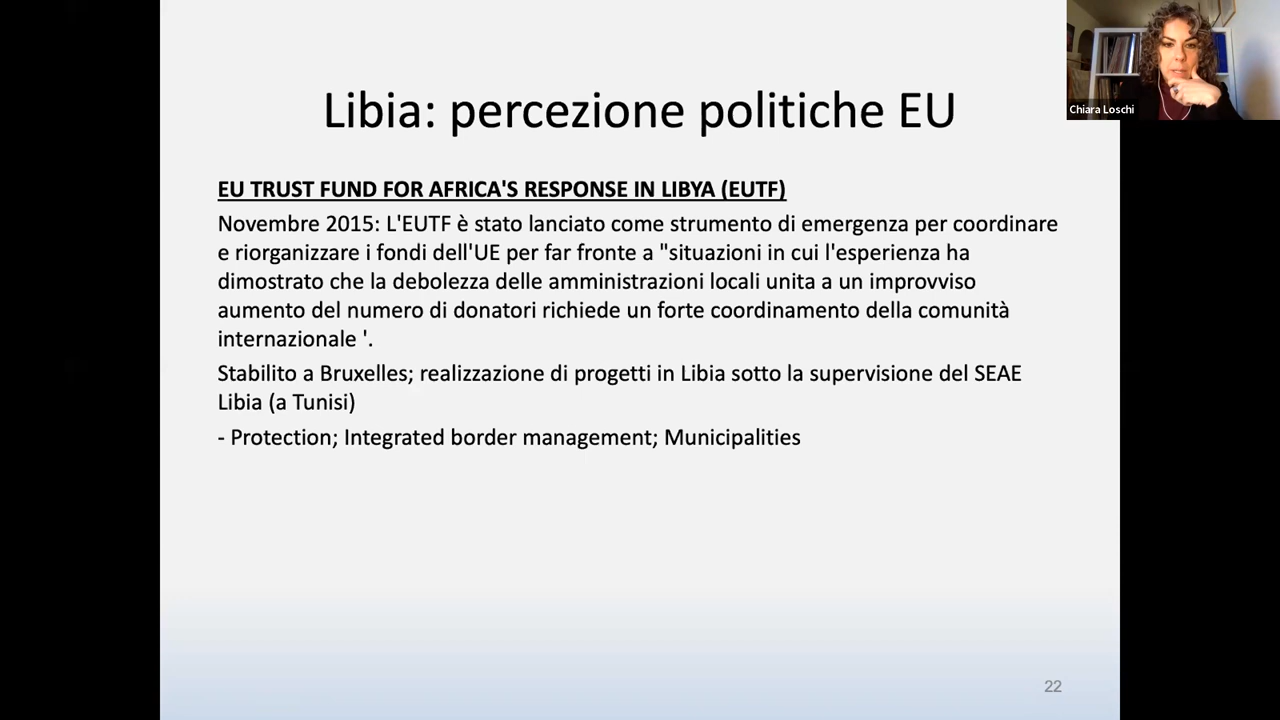 Libia: percezione politiche EU
Chiara Loschi
EU TRUST FUND FOR AFRICA'S RESPONSE IN LIBYA (EUTF)
Novembre 2015: L'EUTF è stato lanciato come strumento di emergenza per coordinare
e riorganizzare i fondi dell'UE per far fronte a "situazioni in cui l'esperienza ha
dimostrato che la debolezza delle amministrazioni locali unita a un improvviso
aumento del numero di donatori richiede un forte coordinamento della comunità
internazionale '.
Stabilito a Bruxelles; realizzazione di progetti in Libia sotto la supervisione del SEAE
Libia (a Tunisi)
- Protection; Integrated border management; Municipalities
22